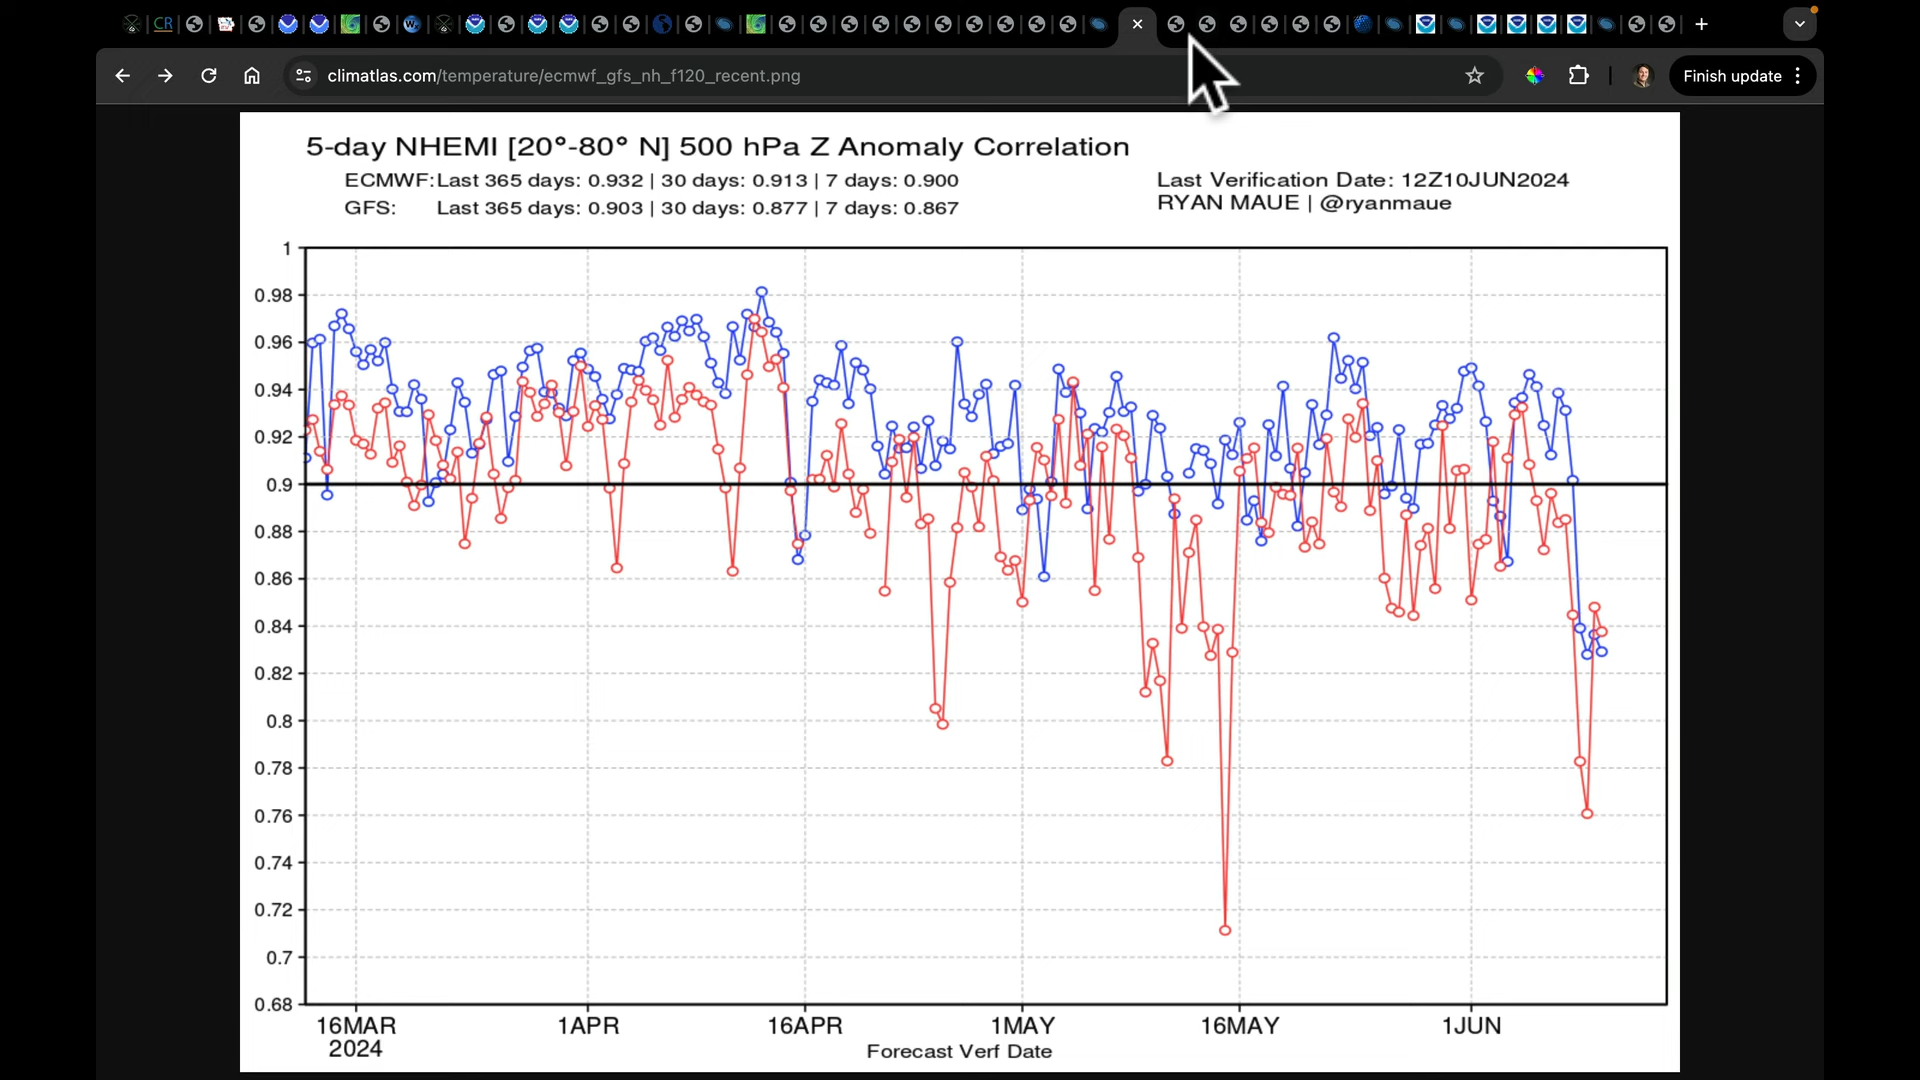 CR
W
climatlas.com/temperature/ecmwf_gfs_nh_f120_recent.png
Finish update
5-day NHEMI [20°-80° N] 500 hPa Z Anomaly Correlation
ECMWF: Last 365 days: 0.932 | 30 days: 0.913 | 7 days: 0.900
Last Verification Date: 12Z10JUN2024
GFS: Last 365 days: 0.903 | 30 days: 0.877 | 7 days: 0.867
RYAN MAUE | @ryanmaue
1
0.98
0.96
0.94
0.92
0.9
0.88
0.86
0.84
0.82
0.8
0.78
0.76
0.74
0.72
0.7
0.68
16MAR 1APR 16APR 1MAY 16MAY 1JUN
2024
Forecast Verf Date